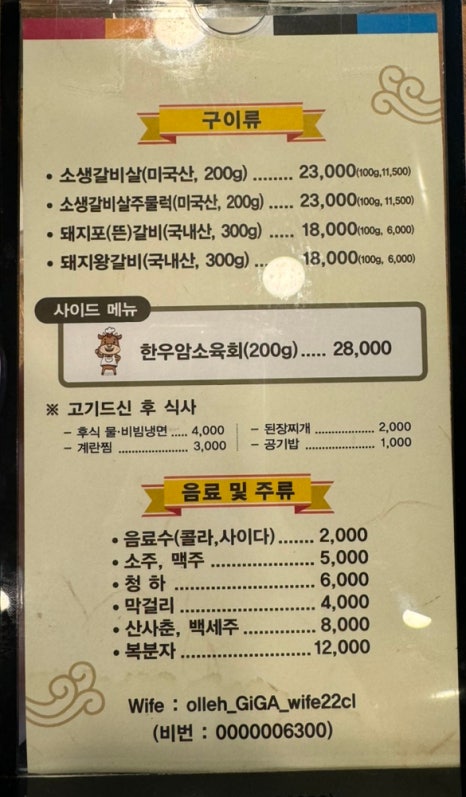 구이류
• 소생갈비살(미국산, 200g) ........ 23,000(100g,11,500)
• 소생갈비살주물럭(미국산, 200g) ..... 23,000(100g, 11,500)
• 돼지포(뜬)갈비(국내산, 300g) ..... 18,000(100g, 6,000)
• 돼지왕갈비(국내산, 300g) ... 18,000(100g, 6,000)
사이드 메뉴
한우암소육회(200g)..... 28,000
※ 고기드신 후 식사
– 후식 물·비빔냉면 ..... 4,000
– 계란찜 ...................... 3,000
– 된장찌개 ................... 2,000
– 공기밥 ....................... 1,000
음료 및 주류
• 음료수(콜라,사이다)....... 2,000
• 소주, 맥주 .................... 5,000
• 청 하 ........................... 6,000
• 막걸리 ......................... 4,000
• 산사춘, 백세주 .............. 8,000
• 복분자 ......................... 12,000
Wife : olleh_GiGA_wife22cl
(비번 : 0000006300)